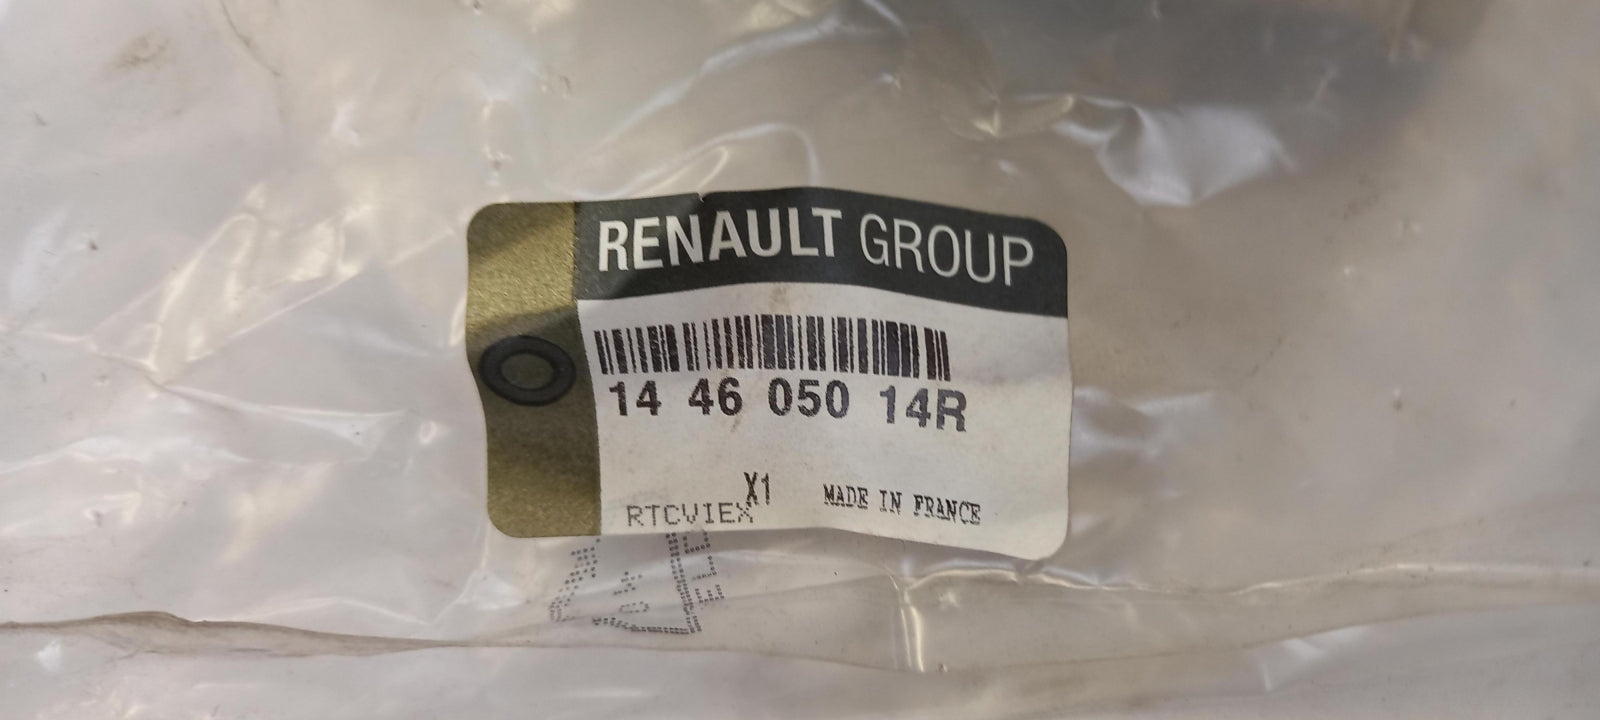 RENAULT GROUP
14 46 050 14R
X1
RTCVIEX
MADE IN FRANCE